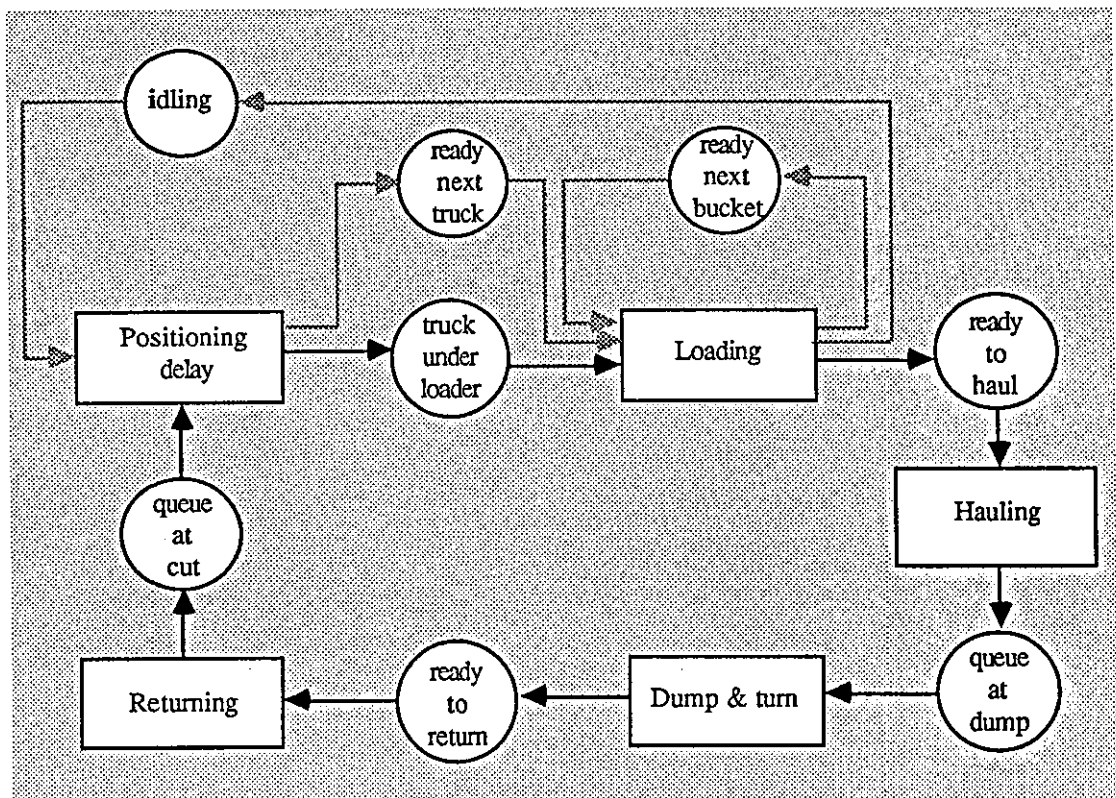 idling
ready
next
truck
ready
next
bucket
Positioning
delay
truck
under
loader
Loading
ready
to
haul
queue
at
cut
Hauling
Returning
ready
to
return
Dump & turn
queue
at
dump